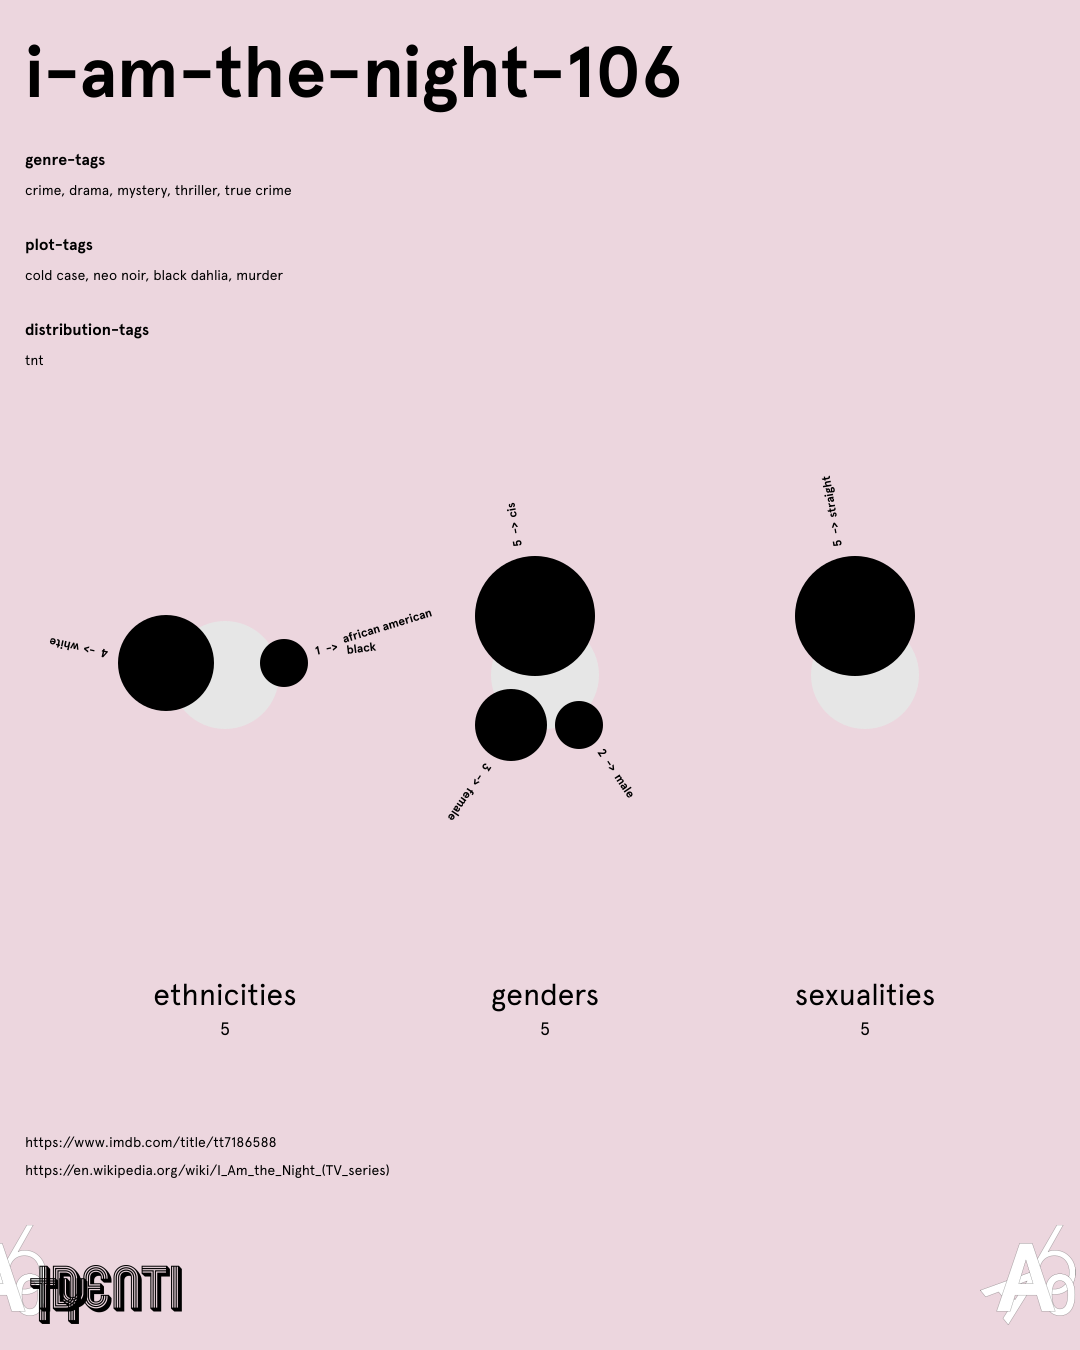 i-am-the-night-106
genre-tags
crime, drama, mystery, thriller, true crime
plot-tags
cold case, neo noir, black dahlia, murder
distribution-tags
tnt
4 -> white
1 -> african american
black
5 -> cis
3 -> female
2 -> male
5 -> straight
ethnicities
5
genders
5
sexualities
5
https://www.imdb.com/title/tt7186588
https://en.wikipedia.org/wiki/I_Am_the_Night_(TV_series)
IDENTI
TY